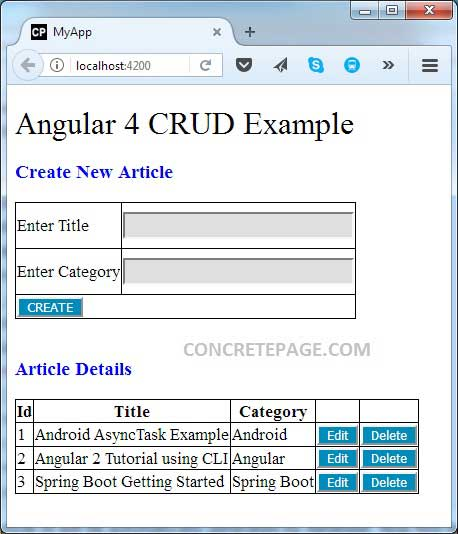 CP MyApp
localhost:4200
Angular 4 CRUD Example
Create New Article
Enter Title
Enter Category
CREATE
CONCRETEPAGE.COM
Article Details
Id Title Category
1 Android AsyncTask Example Android Edit Delete
2 Angular 2 Tutorial using CLI Angular Edit Delete
3 Spring Boot Getting Started Spring Boot Edit Delete